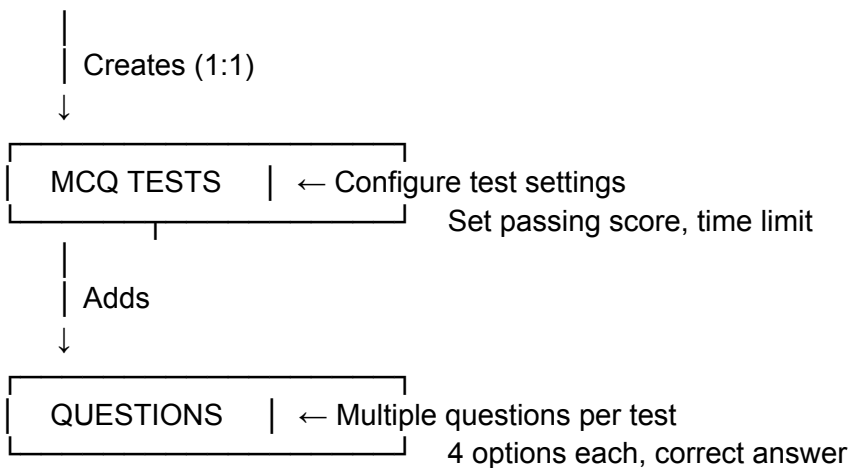 Creates (1:1)
↓
MCQ TESTS ← Configure test settings
Set passing score, time limit
Adds
↓
QUESTIONS ← Multiple questions per test
4 options each, correct answer